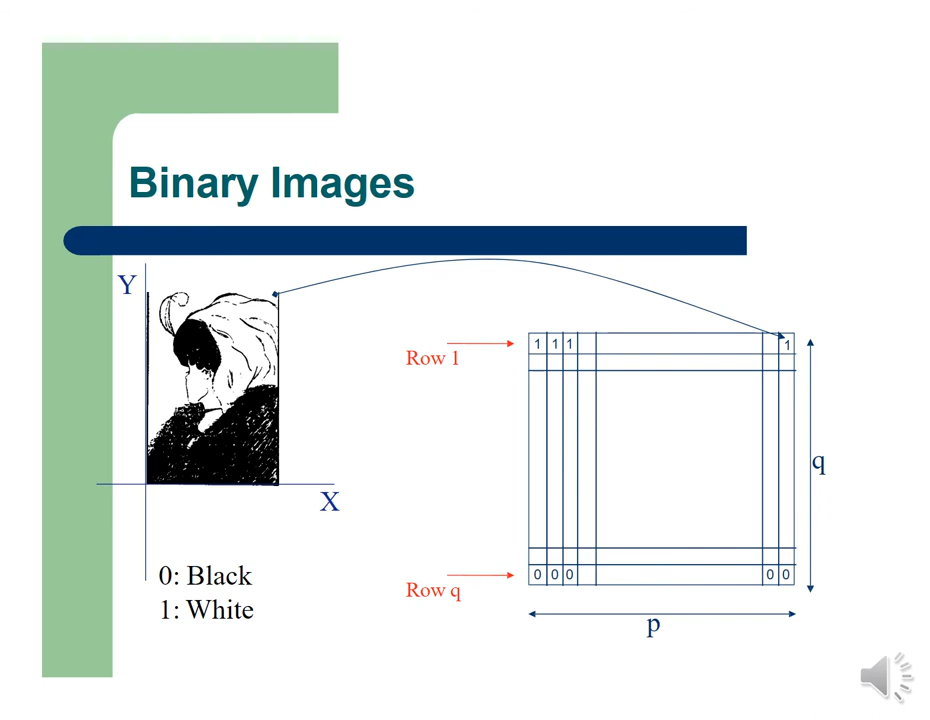 Binary Images
Y
X
0: Black
1: White
Row 1
1 1 1 1
q
Row q
0 0 0 0 0
p